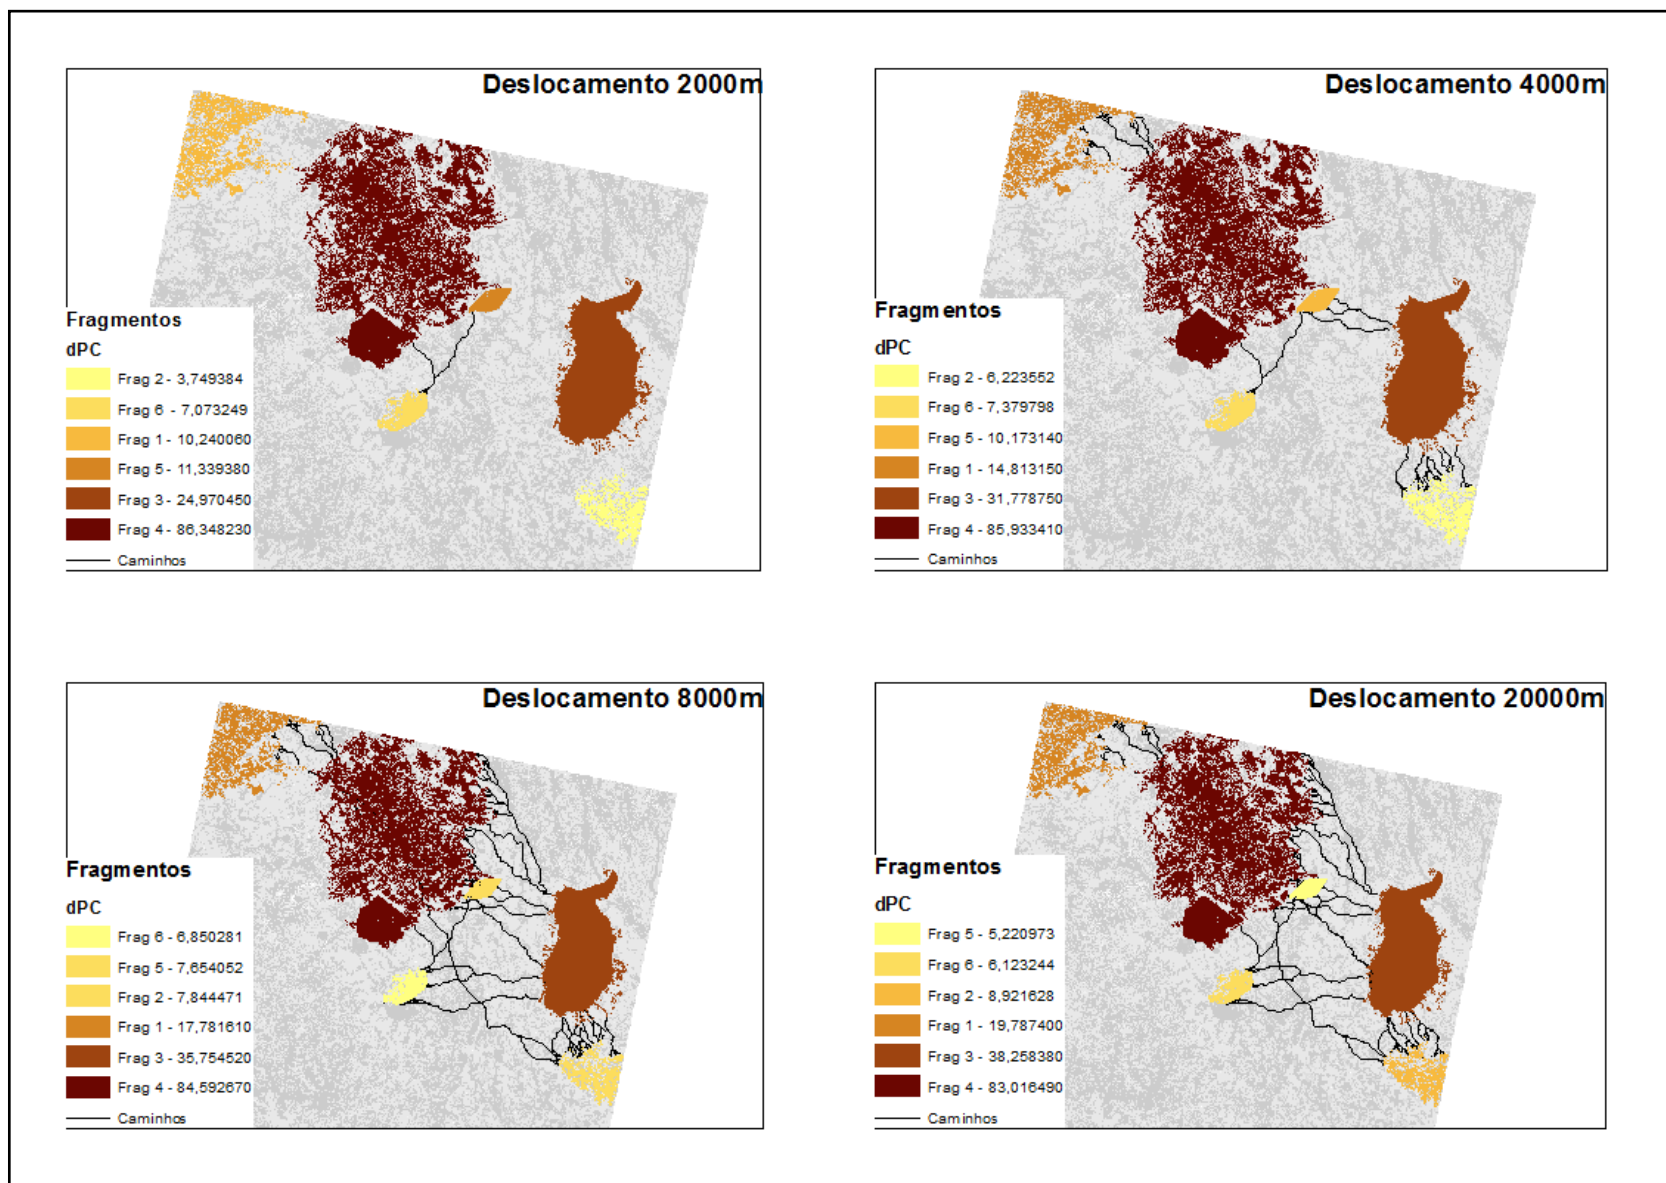 Deslocamento 2000m
Fragmentos
dPC
Frag 2 - 3,749384
Frag 6 - 7,073249
Frag 1 - 10,240060
Frag 5 - 11,339380
Frag 3 - 24,970450
Frag 4 - 86,348230
Caminhos
Deslocamento 4000m
Fragmentos
dPC
Frag 2 - 6,223552
Frag 6 - 7,379798
Frag 5 - 10,173140
Frag 1 - 14,813150
Frag 3 - 31,778750
Frag 4 - 85,933410
Caminhos
Deslocamento 8000m
Fragmentos
dPC
Frag 6 - 6,850281
Frag 5 - 7,654052
Frag 2 - 7,844471
Frag 1 - 17,781610
Frag 3 - 35,754520
Frag 4 - 84,592670
Caminhos
Deslocamento 20000m
Fragmentos
dPC
Frag 5 - 5,220973
Frag 6 - 6,123244
Frag 2 - 8,921628
Frag 1 - 19,787400
Frag 3 - 38,258380
Frag 4 - 83,016490
Caminhos